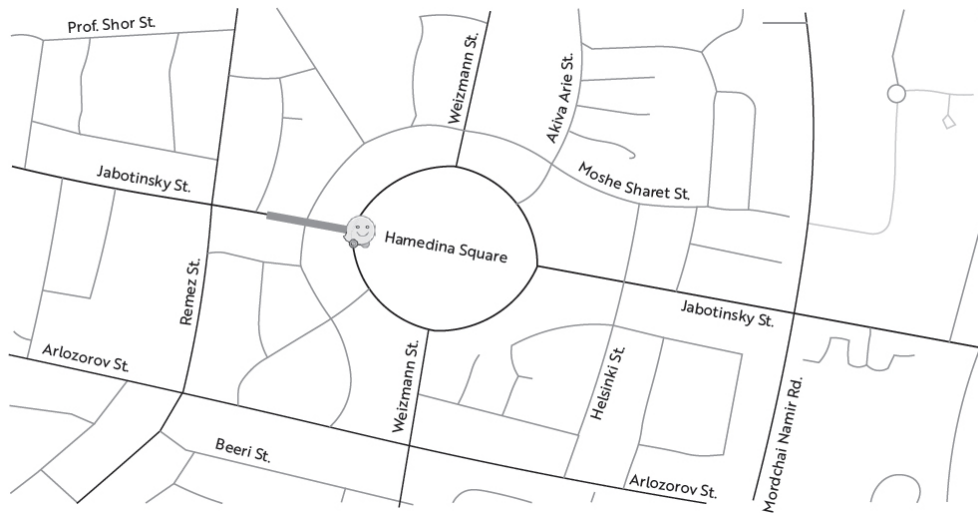 Prof. Shor St.
Weizmann St.
Akiva Arie St.
Jabotinsky St.
Moshe Sharet St.
Hamedina Square
Remez St.
Jabotinsky St.
Arlozorov St.
Weizmann St.
Helsinki St.
Mordchai Namir Rd.
Beeri St.
Arlozorov St.